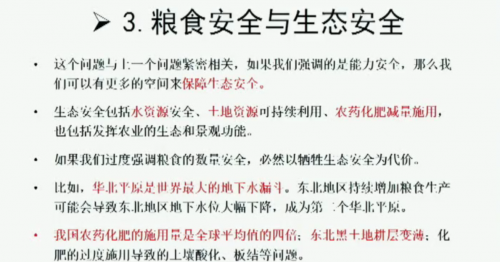 ➢ 3.粮食安全与生态安全
• 这个问题与上一个问题紧密相关，如果我们强调的是能力安全，那么我
们可以有更多的空间来保障生态安全。
• 生态安全包括水资源安全、土地资源可持续利用、农药化肥减量施用，
也包括发挥农业的生态和景观功能。
• 如果我们过度强调粮食的数量安全，必然以牺牲生态安全为代价。
• 比如，华北平原是世界最大的地下水漏斗。东北地区持续增加粮食生产
可能会导致东北地区地下水位大幅下降，成为第二个华北平原。
• 我国农药化肥的施用量是全球平均值的四倍；东北黑土地耕层变薄；化
肥的过度施用导致的土壤酸化、板结等问题。